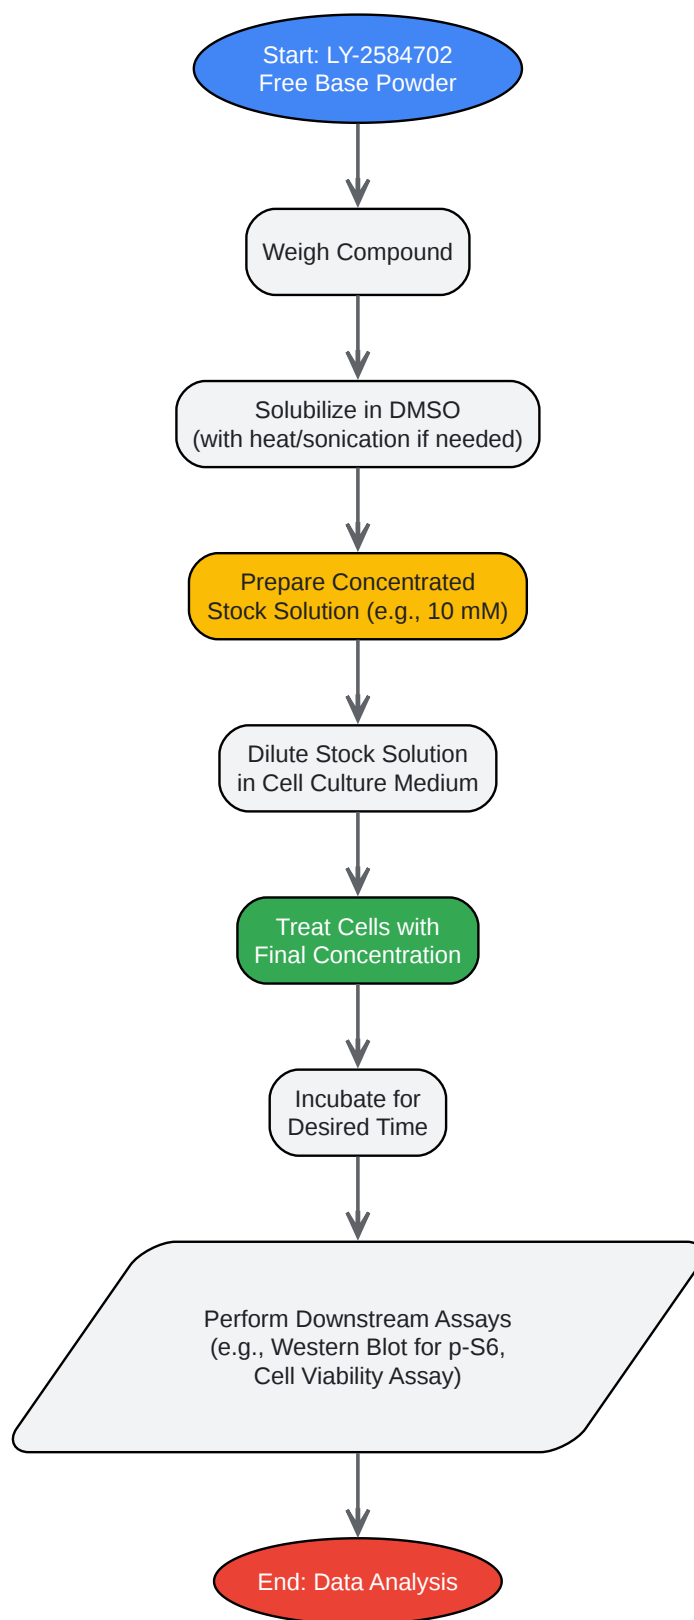 Start: LY-2584702
Free Base Powder
Weigh Compound
Solubilize in DMSO
(with heat/sonication if needed)
Prepare Concentrated
Stock Solution (e.g., 10 mM)
Dilute Stock Solution
in Cell Culture Medium
Treat Cells with
Final Concentration
Incubate for
Desired Time
Perform Downstream Assays
(e.g., Western Blot for p-S6,
Cell Viability Assay)
End: Data Analysis